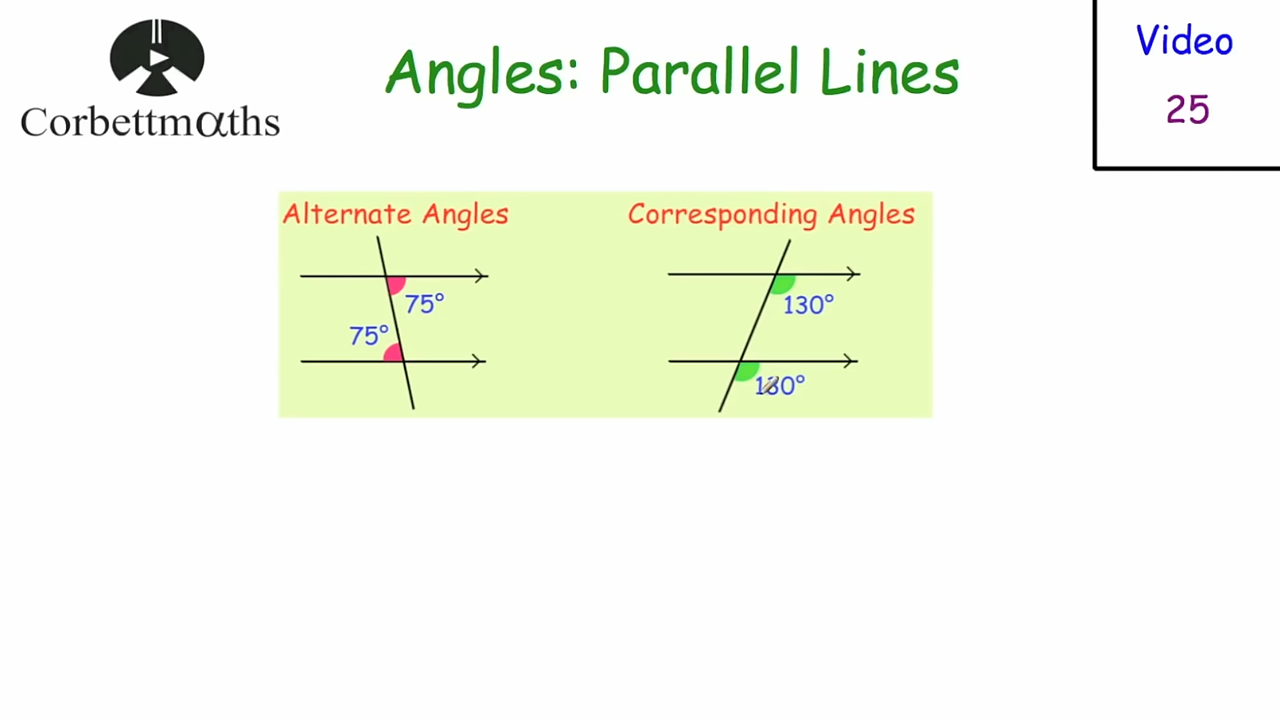 Corbettmαths
Angles: Parallel Lines
Video
25
Alternate Angles
75°
75°
Corresponding Angles
130°
130°